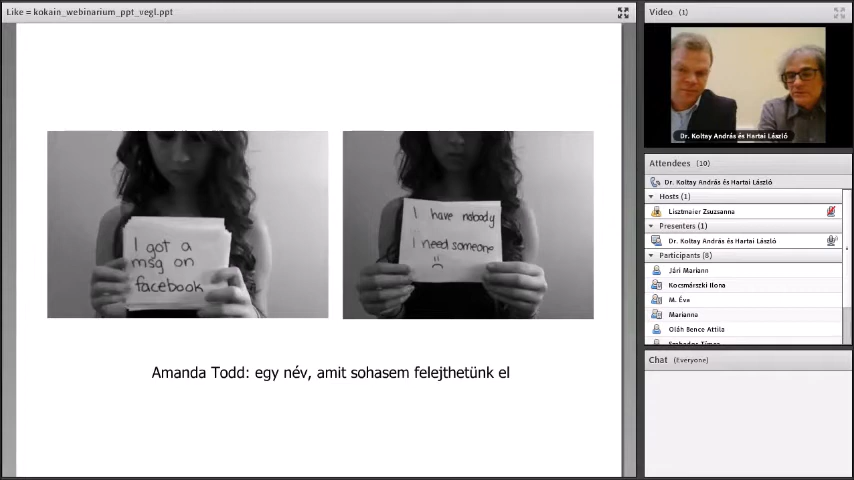 Like = kokain_webinarium_ppt_vegl.ppt
I got a
msg on
facebook
I have nobody
i need someone
:(
Amanda Todd: egy név, amit sohasem felejthetünk el
Video (1)
Dr. Koltay András és Hartai László
Attendees (10)
Dr. Koltay András és Hartai László
Hosts (1)
Lisztmaier Zsuzsanna
Presenters (1)
Dr. Koltay András és Hartai László
Participants (8)
Jári Mariann
Kocsmárszki Ilona
M. Éva
Marianna
Oláh Bence Attila
Chat (Everyone)